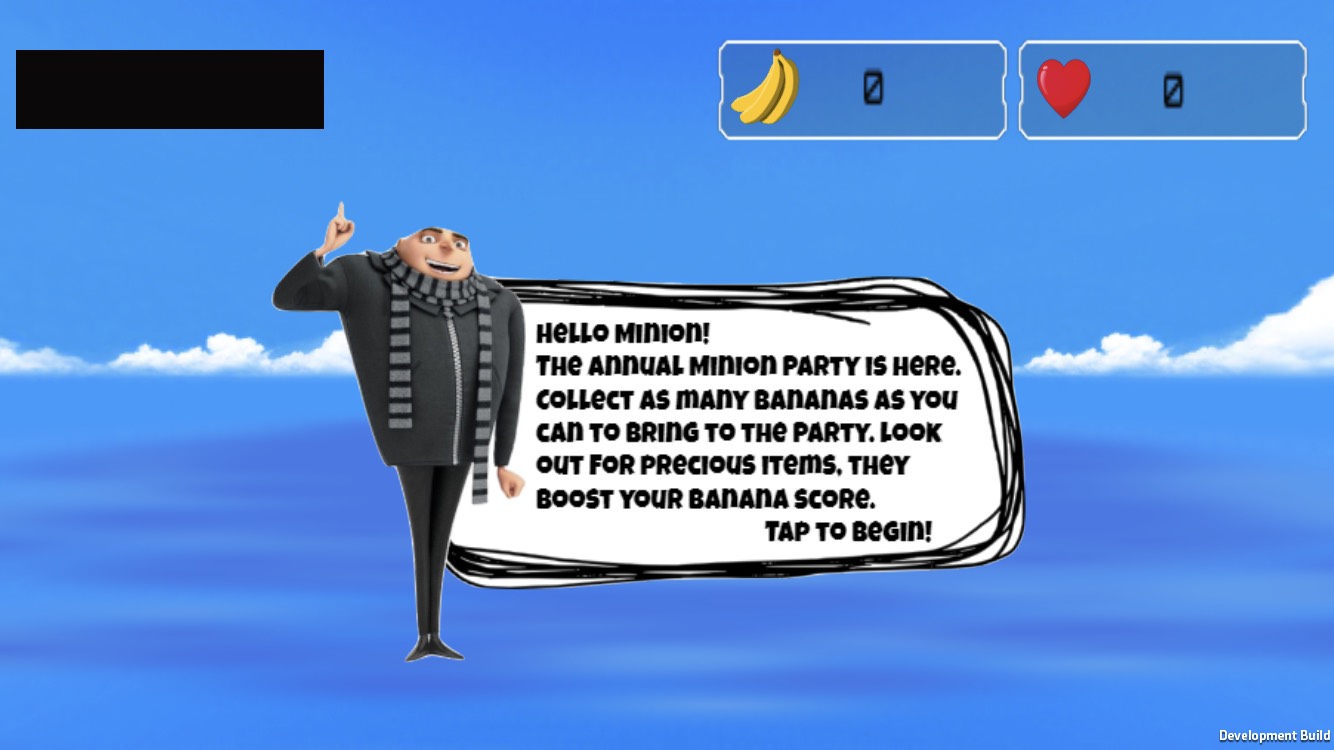 0
0
Hello Minion!
The annual Minion Party is here.
Collect as many bananas as you
can to bring to the party. Look
out for precious items, they
boost your banana score.
Tap to Begin!
Development Build